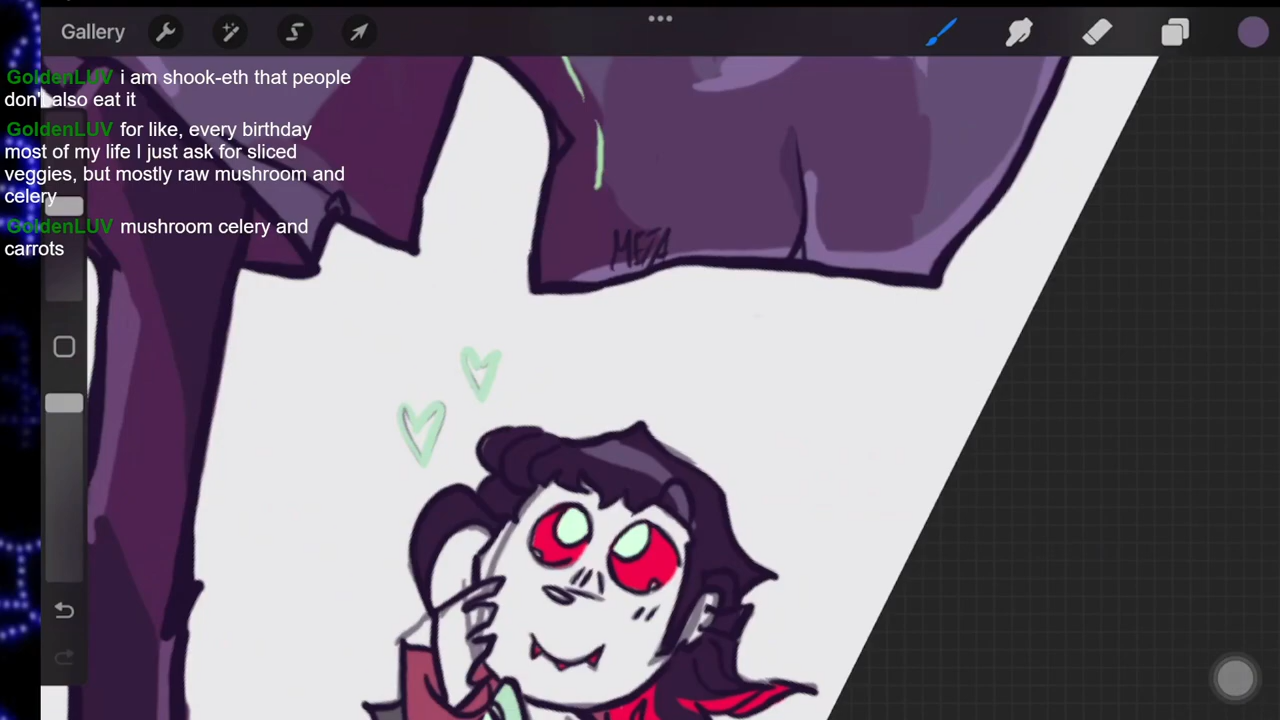 Gallery
GoldenLUV i am shook-eth that people
don't also eat it
GoldenLUV for like, every birthday
most of my life I just ask for sliced
veggies, but mostly raw mushroom and
celery
GoldenLUV mushroom celery and
carrots
META